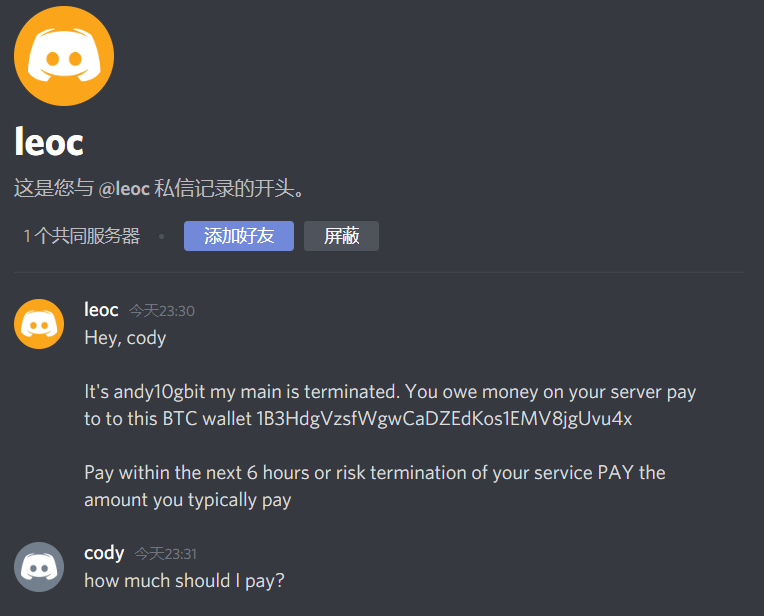 leoc
这是您与 @leoc 私信记录的开头。
1 个共同服务器 • 添加好友 屏蔽
leoc 今天23:30
Hey, cody
It's andy10gbit my main is terminated. You owe money on your server pay
to to this BTC wallet 1B3HdgVzsfWgwCaDZEdKos1EMV8jgUvu4x
Pay within the next 6 hours or risk termination of your service PAY the
amount you typically pay
cody 今天23:31
how much should I pay?